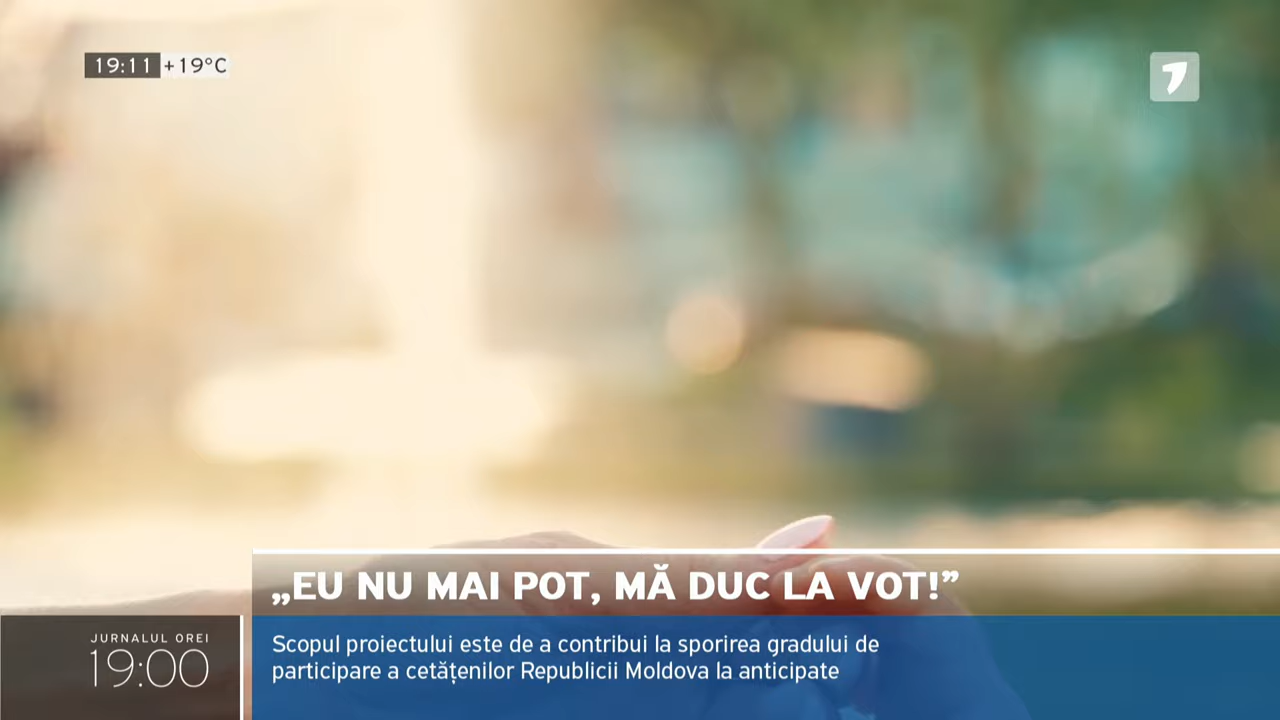 19:11 +19°C
„EU NU MAI POT, MĂ DUC LA VOT!”
JURNALUL OREI
19:00
Scopul proiectului este de a contribui la sporirea gradului de
participare a cetățenilor Republicii Moldova la anticipate